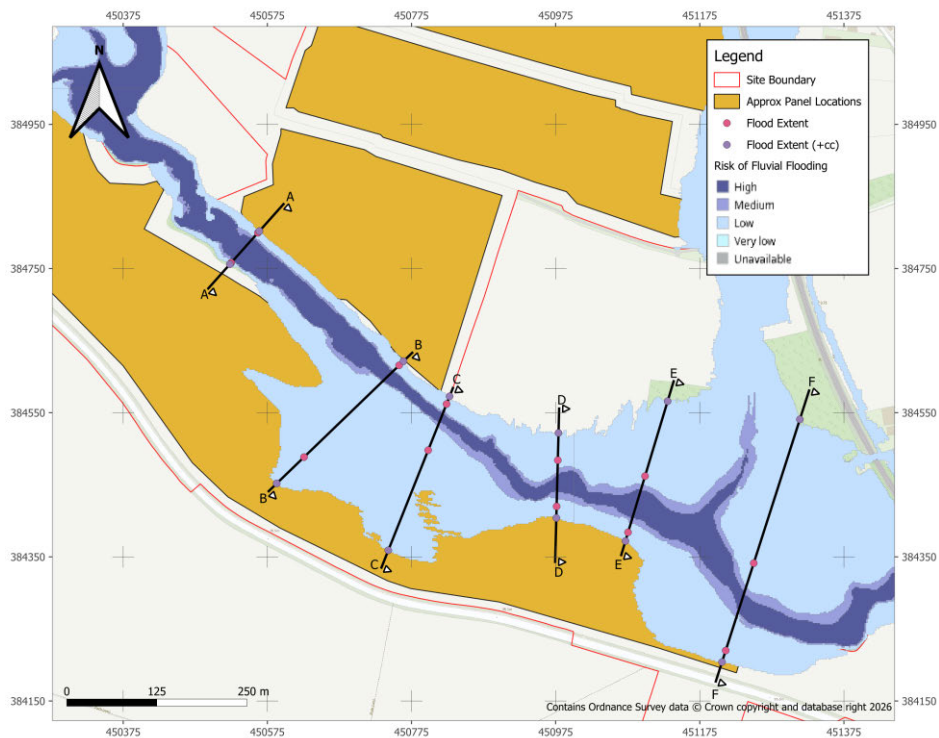 450375 450575 450775 450975 451175 451375
N
Legend
Site Boundary
Approx Panel Locations
Flood Extent
Flood Extent (+cc)
Risk of Fluvial Flooding
High
Medium
Low
Very low
Unavailable
384950 384950
384750 384750
384550 384550
384350 384350
384150 384150
A
A
B
B
C
C
D
D
E
E
F
F
0 125 250 m
Contains Ordnance Survey data © Crown copyright and database right 2026
450375 450575 450775 450975 451175 451375